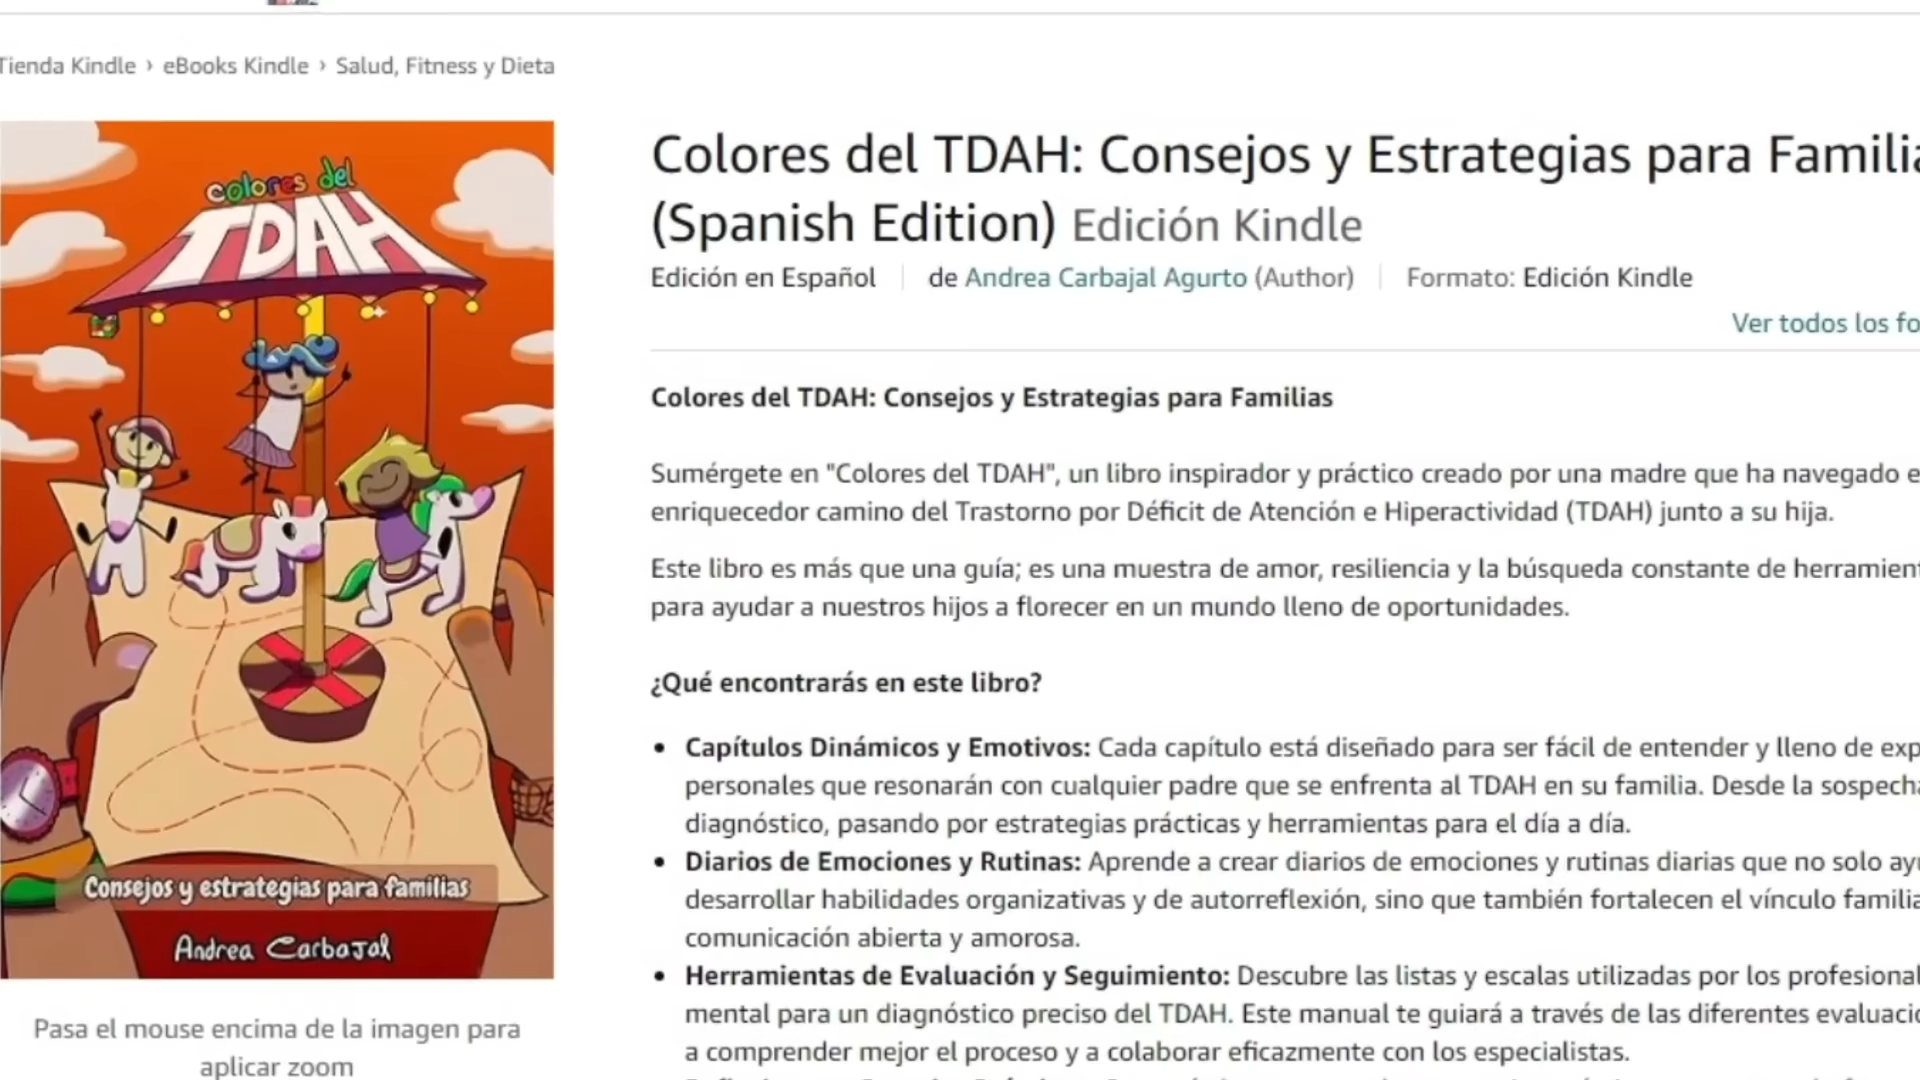 Tienda Kindle › eBooks Kindle › Salud, Fitness y Dieta
colores del
TDAH
Consejos y estrategias para familias
Andrea Carbajal
Pasa el mouse encima de la imagen para
aplicar zoom
Colores del TDAH: Consejos y Estrategias para Familia
(Spanish Edition) Edición Kindle
Edición en Español de Andrea Carbajal Agurto (Author) Formato: Edición Kindle
Ver todos los fo
Colores del TDAH: Consejos y Estrategias para Familias
Sumérgete en "Colores del TDAH", un libro inspirador y práctico creado por una madre que ha navegado e
enriquecedor camino del Trastorno por Déficit de Atención e Hiperactividad (TDAH) junto a su hija.
Este libro es más que una guía; es una muestra de amor, resiliencia y la búsqueda constante de herramient
para ayudar a nuestros hijos a florecer en un mundo lleno de oportunidades.
¿Qué encontrarás en este libro?
• Capítulos Dinámicos y Emotivos: Cada capítulo está diseñado para ser fácil de entender y lleno de exp
personales que resonarán con cualquier padre que se enfrenta al TDAH en su familia. Desde la sospecha
diagnóstico, pasando por estrategias prácticas y herramientas para el día a día.
• Diarios de Emociones y Rutinas: Aprende a crear diarios de emociones y rutinas diarias que no solo ayu
desarrollar habilidades organizativas y de autorreflexión, sino que también fortalecen el vínculo familia
comunicación abierta y amorosa.
• Herramientas de Evaluación y Seguimiento: Descubre las listas y escalas utilizadas por los profesional
mental para un diagnóstico preciso del TDAH. Este manual te guiará a través de las diferentes evaluacio
a comprender mejor el proceso y a colaborar eficazmente con los especialistas.